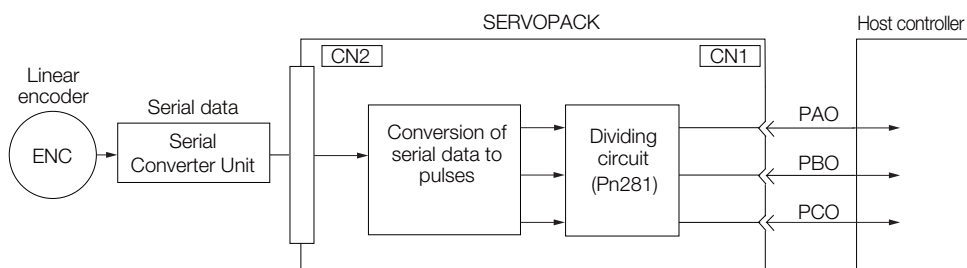 SERVOPACK
Host controller
CN2
CN1
Linear
encoder
Serial data
ENC
Serial
Converter Unit
Conversion of
serial data to
pulses
Dividing
circuit
(Pn281)
PAO
PBO
PCO